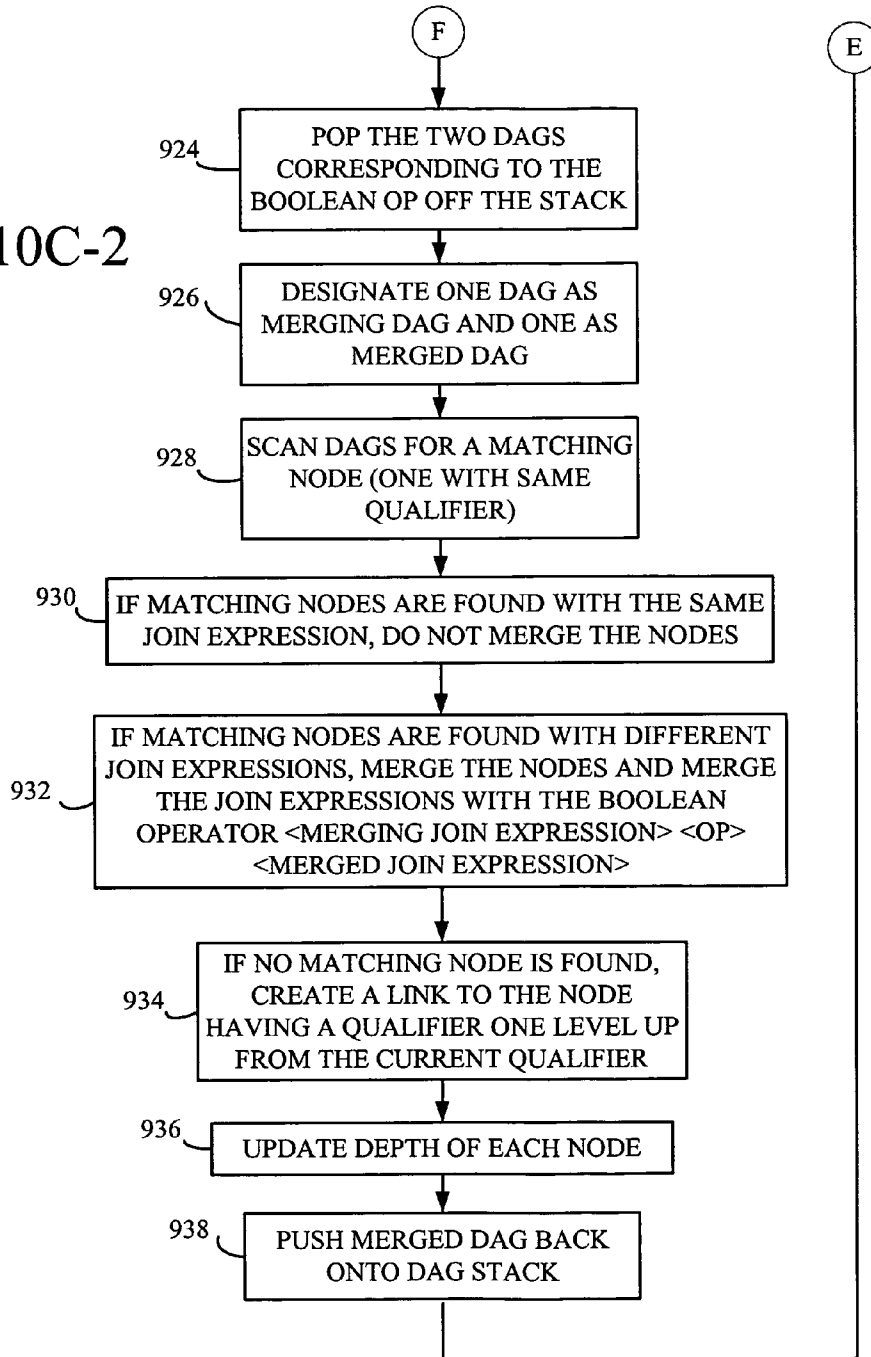 F
E
924
POP THE TWO DAGS
CORRESPONDING TO THE
BOOLEAN OP OFF THE STACK
10C-2
926
DESIGNATE ONE DAG AS
MERGING DAG AND ONE AS
MERGED DAG
928
SCAN DAGS FOR A MATCHING
NODE (ONE WITH SAME
QUALIFIER)
930
IF MATCHING NODES ARE FOUND WITH THE SAME
JOIN EXPRESSION, DO NOT MERGE THE NODES
932
IF MATCHING NODES ARE FOUND WITH DIFFERENT
JOIN EXPRESSIONS, MERGE THE NODES AND MERGE
THE JOIN EXPRESSIONS WITH THE BOOLEAN
OPERATOR <MERGING JOIN EXPRESSION> <OP>
<MERGED JOIN EXPRESSION>
934
IF NO MATCHING NODE IS FOUND,
CREATE A LINK TO THE NODE
HAVING A QUALIFIER ONE LEVEL UP
FROM THE CURRENT QUALIFIER
936
UPDATE DEPTH OF EACH NODE
938
PUSH MERGED DAG BACK
ONTO DAG STACK